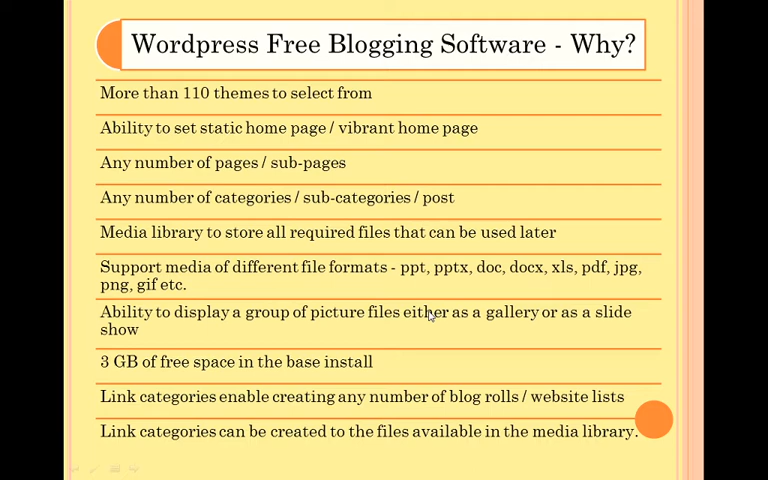 Wordpress Free Blogging Software - Why?
More than 110 themes to select from
Ability to set static home page / vibrant home page
Any number of pages / sub-pages
Any number of categories / sub-categories / post
Media library to store all required files that can be used later
Support media of different file formats - ppt, pptx, doc, docx, xls, pdf, jpg,
png, gif etc.
Ability to display a group of picture files either as a gallery or as a slide
show
3 GB of free space in the base install
Link categories enable creating any number of blog rolls / website lists
Link categories can be created to the files available in the media library.